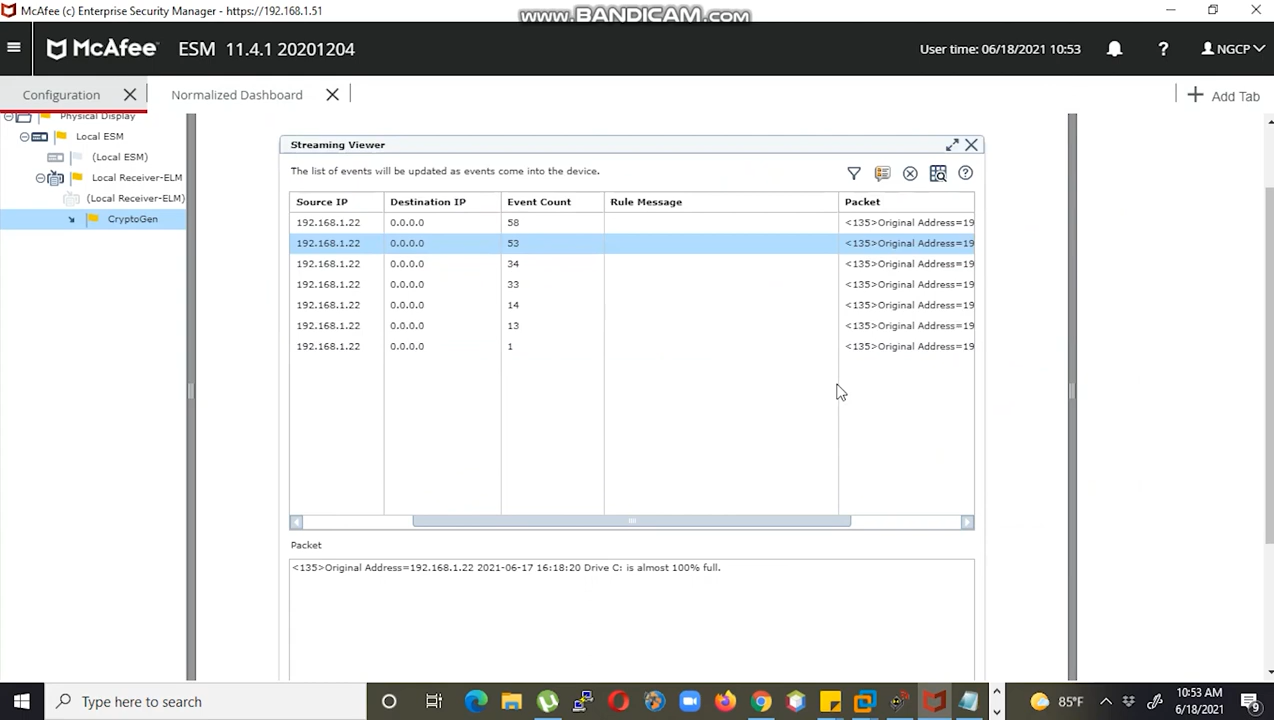 McAfee (c) Enterprise Security Manager - https://192.168.1.51
www.BANDICAM.com
McAfee ESM 11.4.1 20201204
User time: 06/18/2021 10:53
NGCP
Configuration
Normalized Dashboard
Add Tab
Physical Display
Local ESM
(Local ESM)
Local Receiver-ELM
(Local Receiver-ELM)
CryptoGen
Streaming Viewer
The list of events will be updated as events come into the device.
Source IP Destination IP Event Count Rule Message Packet
192.168.1.22 0.0.0.0 58 <135>Original Address=19
192.168.1.22 0.0.0.0 53 <135>Original Address=19
192.168.1.22 0.0.0.0 34 <135>Original Address=19
192.168.1.22 0.0.0.0 33 <135>Original Address=19
192.168.1.22 0.0.0.0 14 <135>Original Address=19
192.168.1.22 0.0.0.0 13 <135>Original Address=19
192.168.1.22 0.0.0.0 1 <135>Original Address=19
Packet
<135>Original Address=192.168.1.22 2021-06-17 16:18:20 Drive C: is almost 100% full.
Type here to search
85°F
10:53 AM
6/18/2021
9